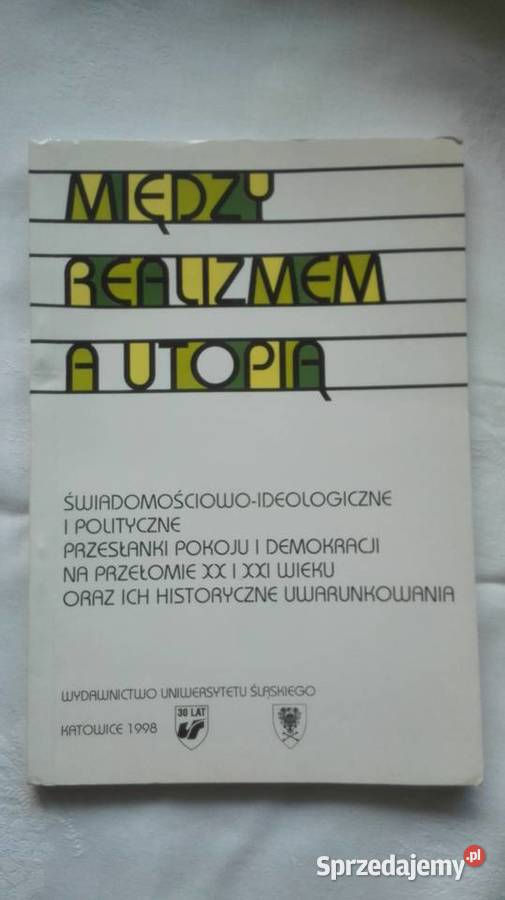 MIĘDZY
REALIZMEM
A UTOPIĄ
ŚWIADOMOŚCIOWO-IDEOLOGICZNE
I POLITYCZNE
PRZESŁANKI POKOJU I DEMOKRACJI
NA PRZEŁOMIE XX I XXI WIEKU
ORAZ ICH HISTORYCZNE UWARUNKOWANIA
WYDAWNICTWO UNIWERSYTETU ŚLĄSKIEGO
30 LAT
KATOWICE 1998
Sprzedajemy.pl